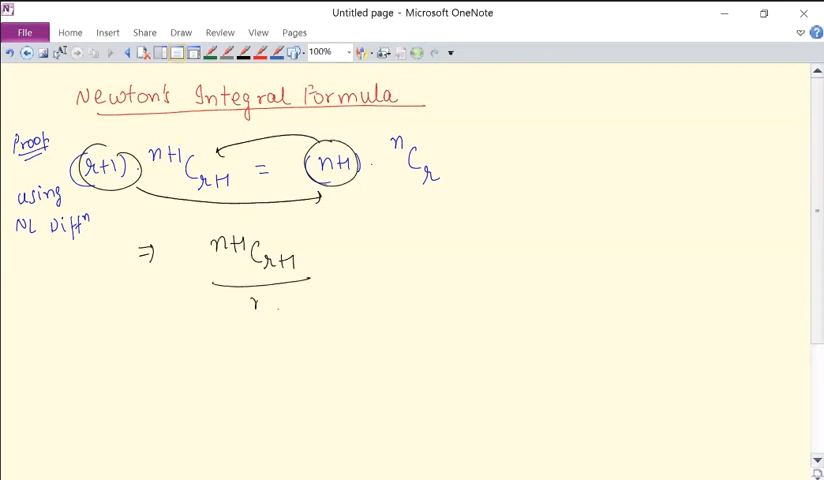 Untitled page - Microsoft OneNote
File Home Insert Share Draw Review View Pages
100%
Newton's Integral Formula
Proof using NL Diffⁿ
(r+1) · ⁿ⁺¹Cᵣ₊₁ = (n+1) · ⁿCᵣ
⇒ ⁿ⁺¹Cᵣ₊₁
n